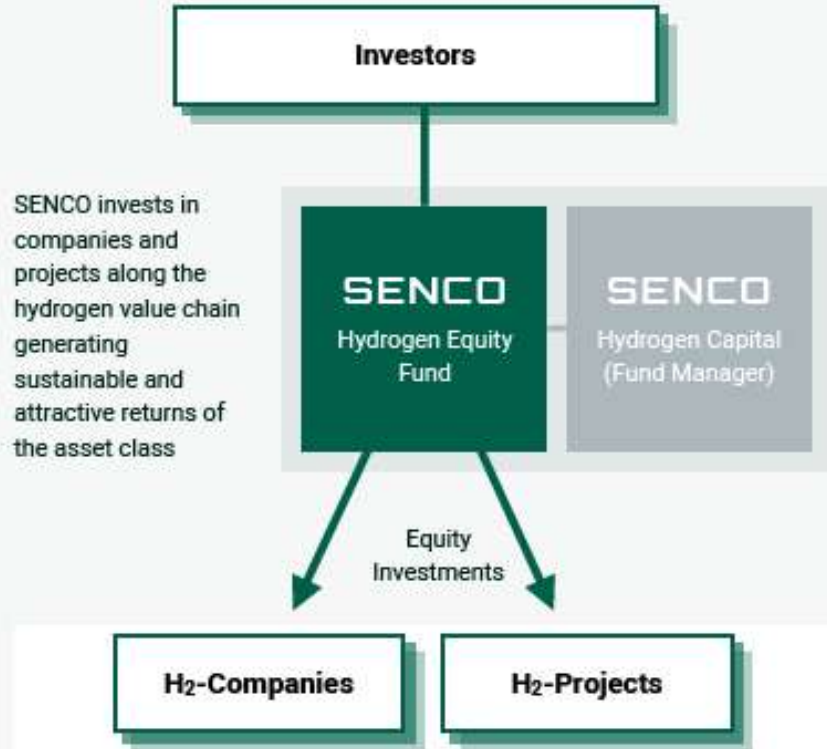 Investors
SENCO invests in
companies and
projects along the
hydrogen value chain
generating
sustainable and
attractive returns of
the asset class
SENCO
Hydrogen Equity
Fund
SENCO
Hydrogen Capital
(Fund Manager)
Equity
Investments
H₂-Companies
H₂-Projects